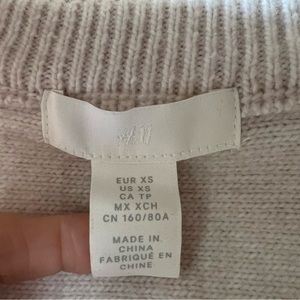 H&M
EUR XS
US XS
CA TP
MX XCH
CN 160/80A
MADE IN
CHINA
FABRIQUÉ EN
CHINE